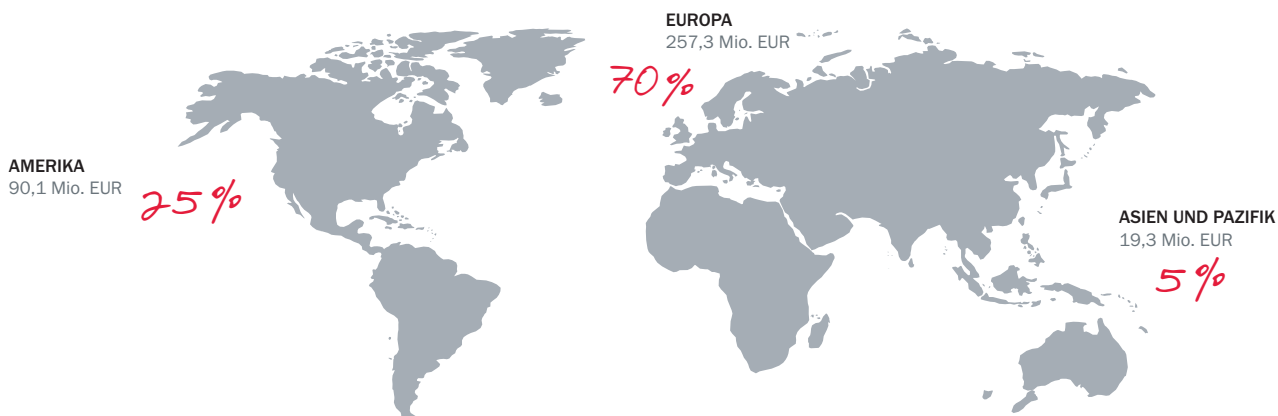 EUROPA
257,3 Mio. EUR
70%
AMERIKA
90,1 Mio. EUR
25%
ASIEN UND PAZIFIK
19,3 Mio. EUR
5%